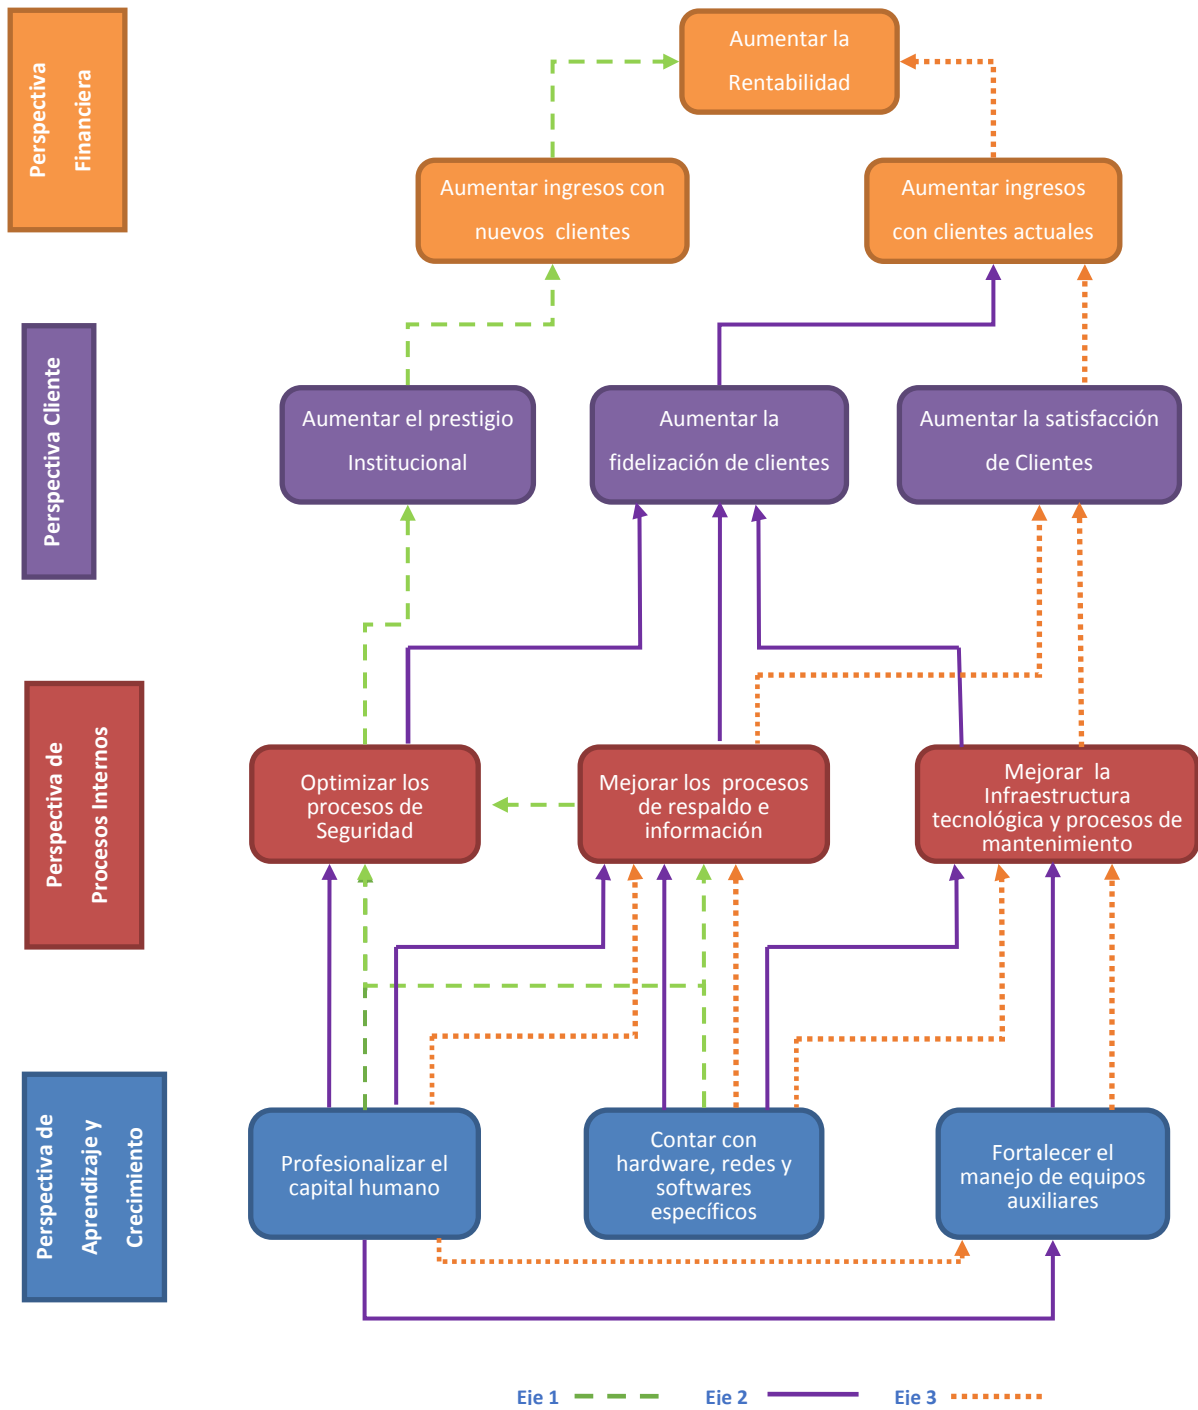 Perspectiva
Financiera
Aumentar la
Rentabilidad
Aumentar ingresos con
nuevos clientes
Aumentar ingresos
con clientes actuales
Perspectiva Cliente
Aumentar el prestigio
Institucional
Aumentar la
fidelización de clientes
Aumentar la satisfacción
de Clientes
Perspectiva de
Procesos Internos
Optimizar los
procesos de
Seguridad
Mejorar los procesos
de respaldo e
información
Mejorar la
Infraestructura
tecnológica y procesos de
mantenimiento
Perspectiva de
Aprendizaje y
Crecimiento
Profesionalizar el
capital humano
Contar con
hardware, redes y
softwares
específicos
Fortalecer el
manejo de equipos
auxiliares
Eje 1
Eje 2
Eje 3